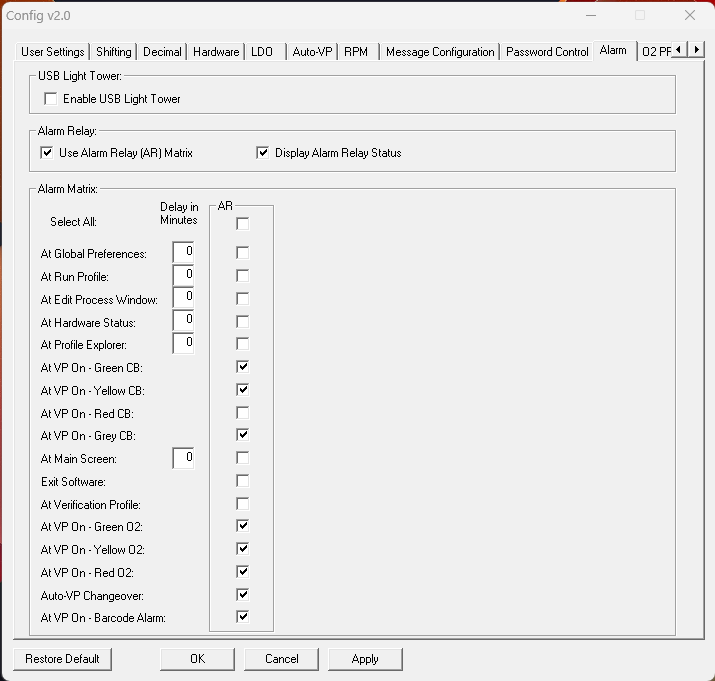 Config v2.0
User Settings Shifting Decimal Hardware LDO Auto-VP RPM Message Configuration Password Control Alarm O2 PF
USB Light Tower:
Enable USB Light Tower
Alarm Relay:
Use Alarm Relay (AR) Matrix Display Alarm Relay Status
Alarm Matrix:
Delay in AR
Select All: Minutes
At Global Preferences: 0
At Run Profile: 0
At Edit Process Window: 0
At Hardware Status: 0
At Profile Explorer: 0
At VP On - Green CB:
At VP On - Yellow CB:
At VP On - Red CB:
At VP On - Grey CB:
At Main Screen: 0
Exit Software:
At Verification Profile:
At VP On - Green O2:
At VP On - Yellow O2:
At VP On - Red O2:
Auto-VP Changeover:
At VP On - Barcode Alarm:
Restore Default OK Cancel Apply